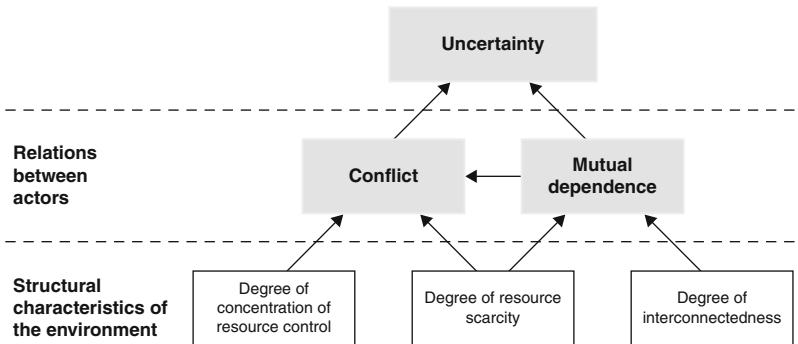 Uncertainty
Relations
between
actors
Conflict
Mutual
dependence
Structural
characteristics of
the environment
Degree of
concentration of
resource control
Degree of resource
scarcity
Degree of
interconnectedness